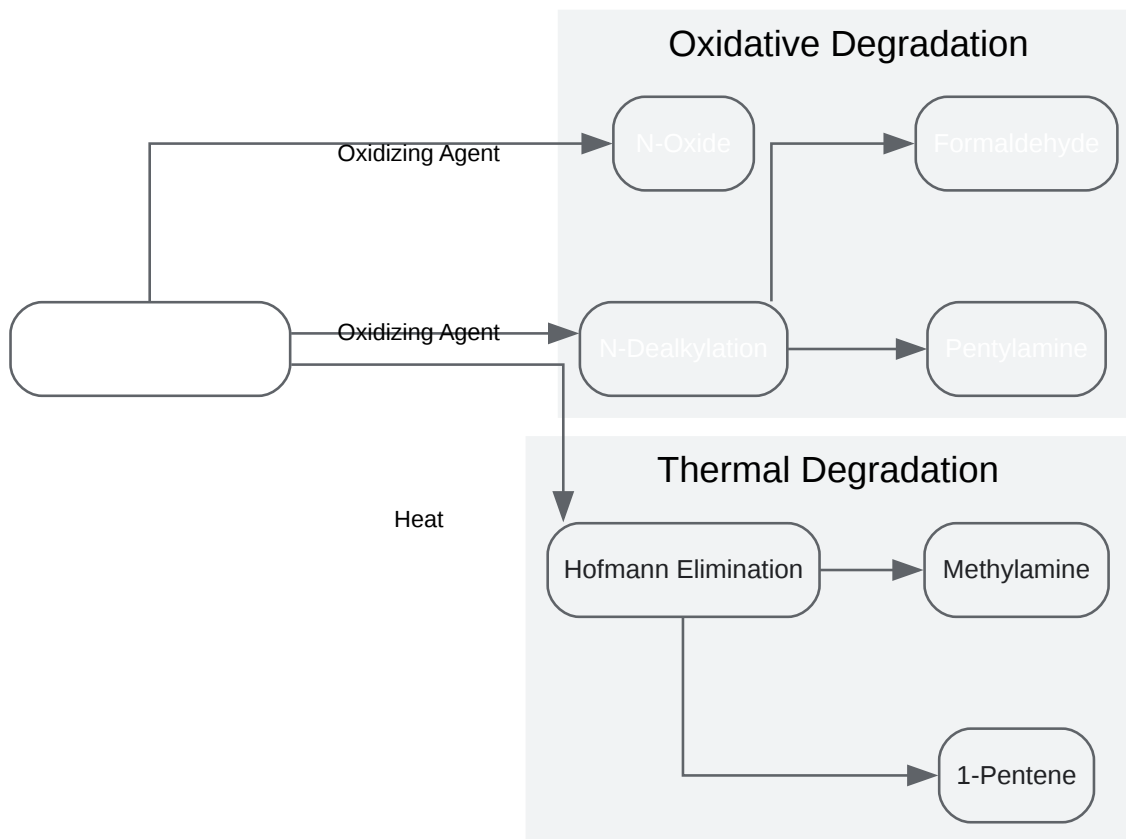 Oxidative Degradation
Oxidizing Agent
N-Oxide
Formaldehyde
Oxidizing Agent
N-Dealkylation
Pentylamine
Thermal Degradation
Heat
Hofmann Elimination
Methylamine
1-Pentene